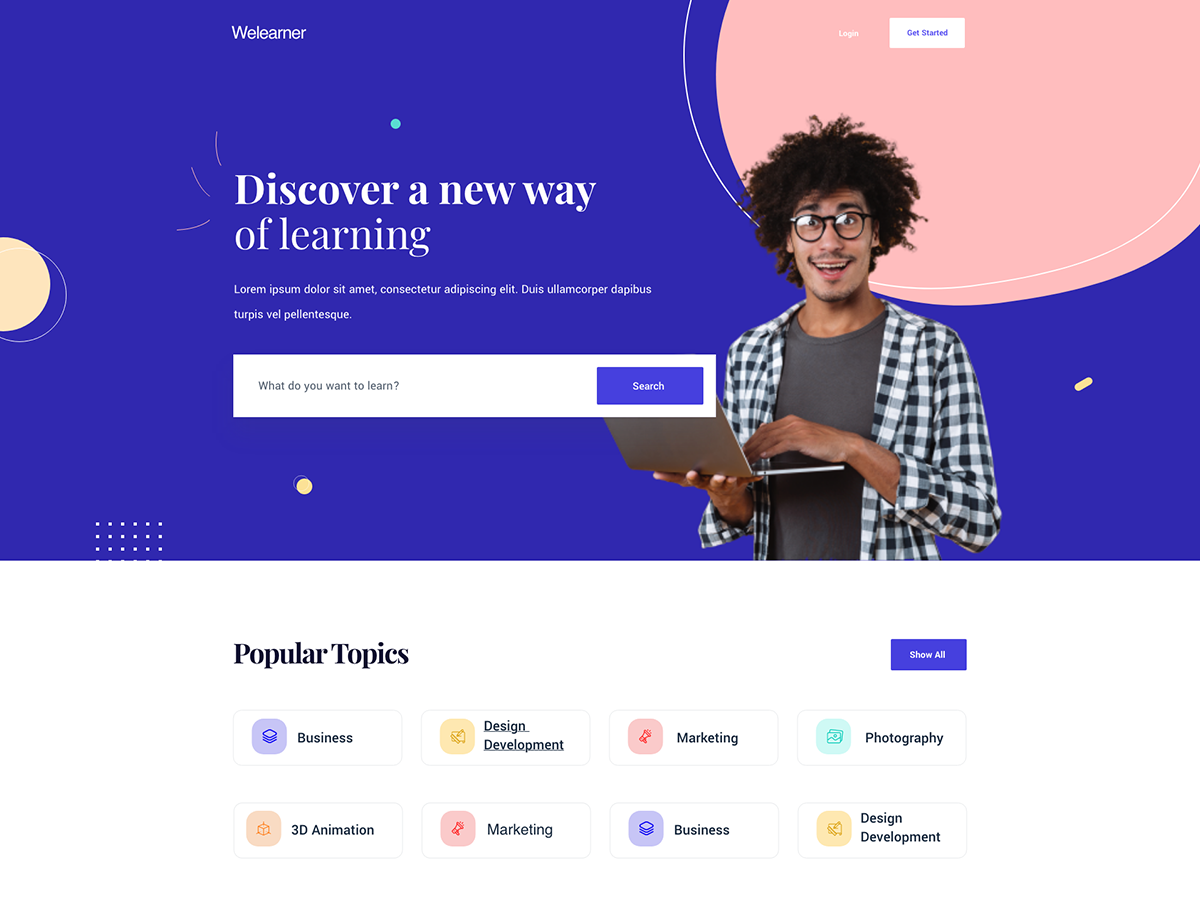 Welearner
Login
Get Started
Discover a new way
of learning
Lorem ipsum dolor sit amet, consectetur adipiscing elit. Duis ullamcorper dapibus
turpis vel pellentesque.
What do you want to learn?
Search
Popular Topics
Show All
Business
Design
Development
Marketing
Photography
3D Animation
Marketing
Business
Design
Development